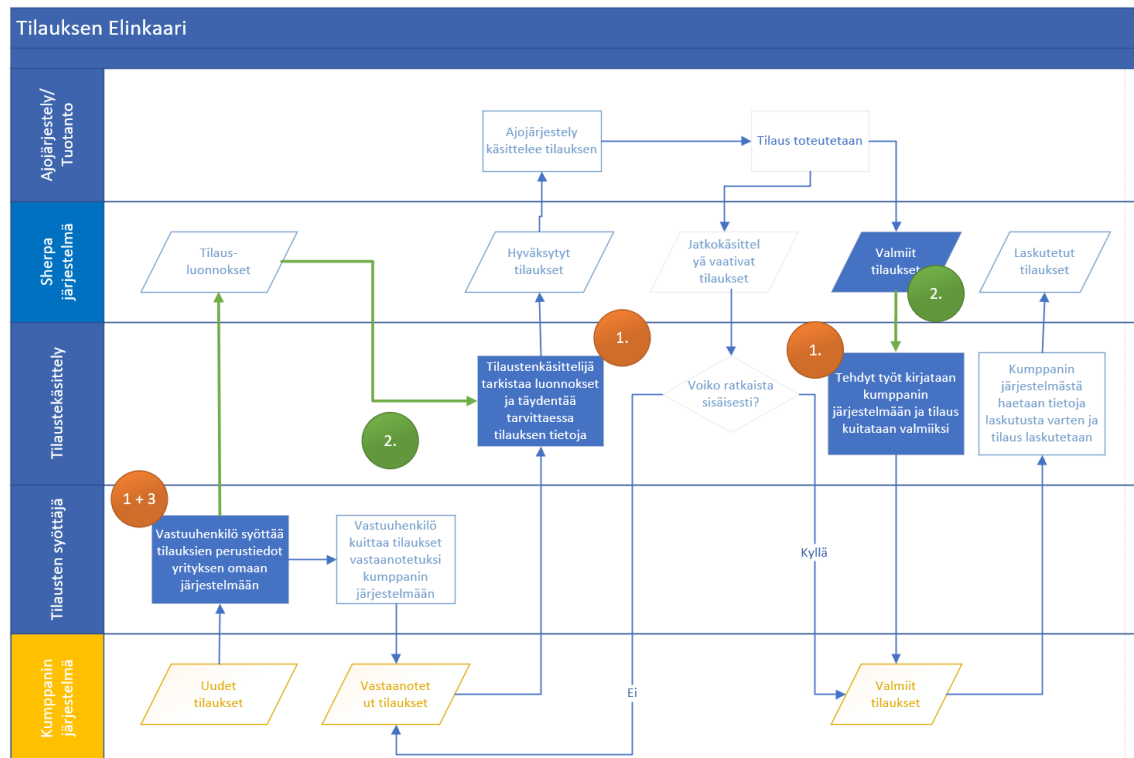 Tilauksen Elinkaari
Ajojärjestely/
Tuotanto
Ajojärjestely
käsittelee tilauksen
Tilaus toteutetaan
Sherpa
järjestelmä
Tilaus-
luonnokset
Hyväksytyt
tilaukset
Jatkokäsittel
yä vaativat
tilaukset
Valmiit
tilaukset
2.
Laskutetut
tilaukset
Tilaustekäsittely
1.
Tilaustenkäsittelijä
tarkistaa luonnokset
ja täydentää
tarvittaessa
tilauksen tietoja
2.
Voiko ratkaista
sisäisesti?
1.
Tehdyt työt kirjataan
kumppanin
järjestelmään ja tilaus
kuitataan valmiiksi
Kumppanin
järjestelmästä
haetaan tietoja
laskutusta varten ja
tilaus laskutetaan
Tilausten syöttäjä
1 + 3
Vastuuhenkilö syöttää
tilauksien perustiedot
yrityksen omaan
järjestelmään
Vastuuhenkilö
kuittaa tilaukset
vastaanotetuksi
kumppanin
järjestelmään
Kyllä
Kumppanin
järjestelmä
Uudet
tilaukset
Vastaanotet
ut tilaukset
Ei
Valmiit
tilaukset